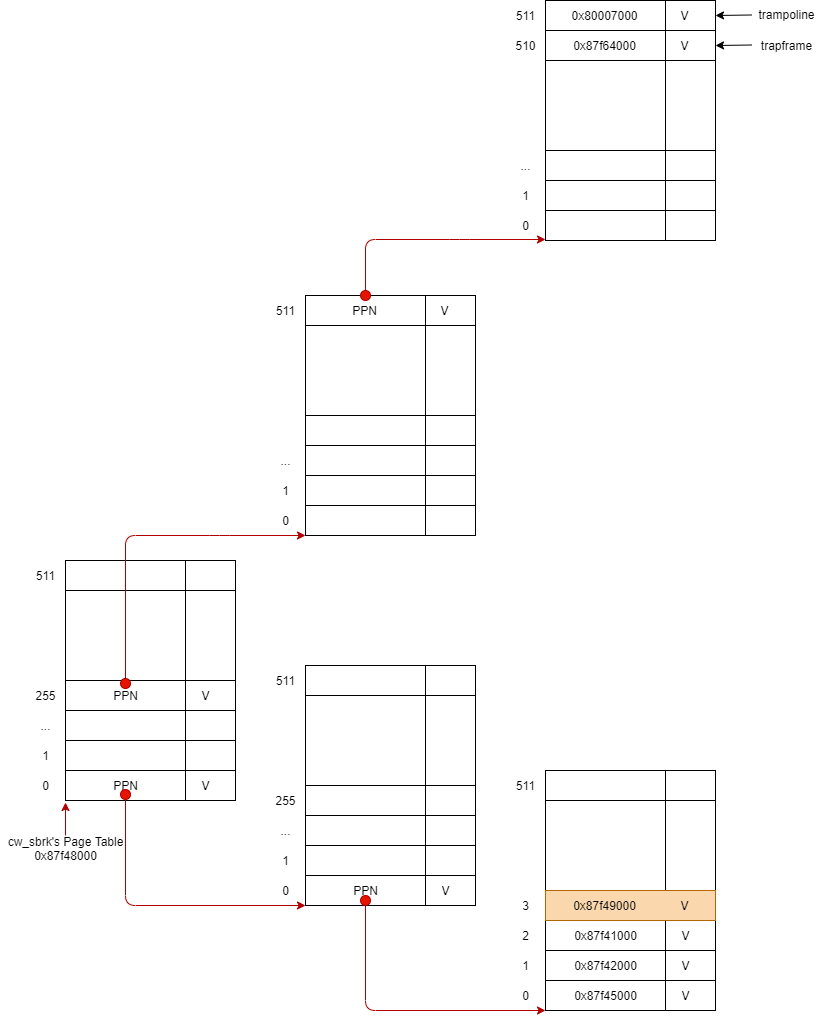 511 0x80007000 V trampoline
510 0x87f64000 V trapframe
...
1
0
511 PPN V
...
1
0
511
255 PPN V
...
1
0 PPN V
cw_sbrk's Page Table
0x87f48000
511
255
...
1
0 PPN V
511
3 0x87f49000 V
2 0x87f41000 V
1 0x87f42000 V
0 0x87f45000 V